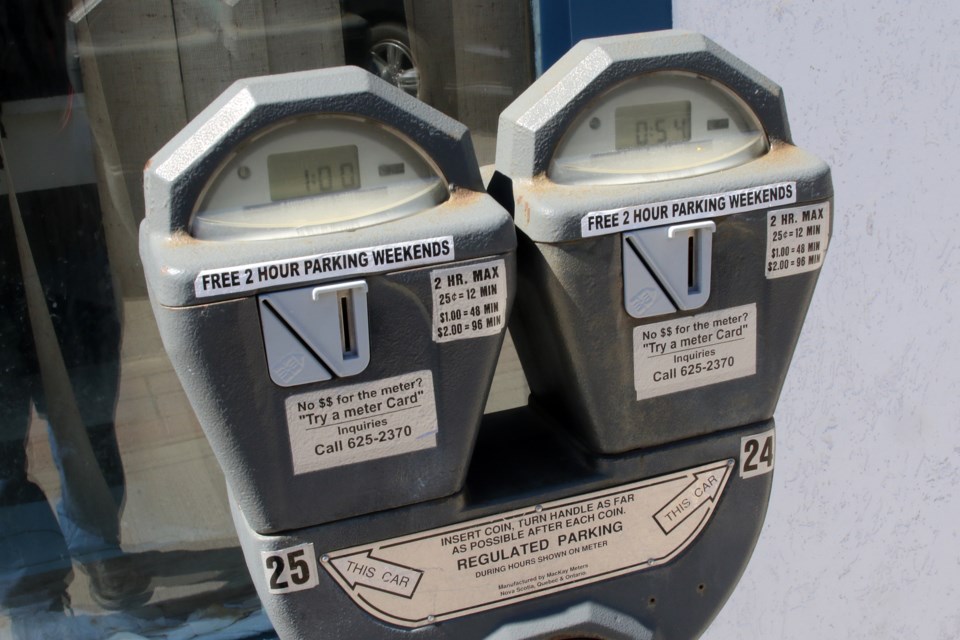 1:00
FREE 2 HOUR PARKING WEEKENDS
2 HR. MAX
25¢ = 12 MIN
$1.00 = 48 MIN
$2.00 = 96 MIN
No $$ for the meter?
"Try a meter Card"
Inquiries
Call 625-2370
0:54
FREE 2 HOUR PARKING WEEKENDS
2 HR. MAX
25¢ = 12 MIN
$1.00 = 48 MIN
$2.00 = 96 MIN
No $$ for the meter?
"Try a meter Card"
Inquiries
Call 625-2370
25
THIS CAR
INSERT COIN, TURN HANDLE AS FAR
AS POSSIBLE AFTER EACH COIN.
REGULATED PARKING
DURING HOURS SHOWN ON METER
Manufactured by MacKay Meters
Nova Scotia, Quebec & Ontario
THIS CAR
24